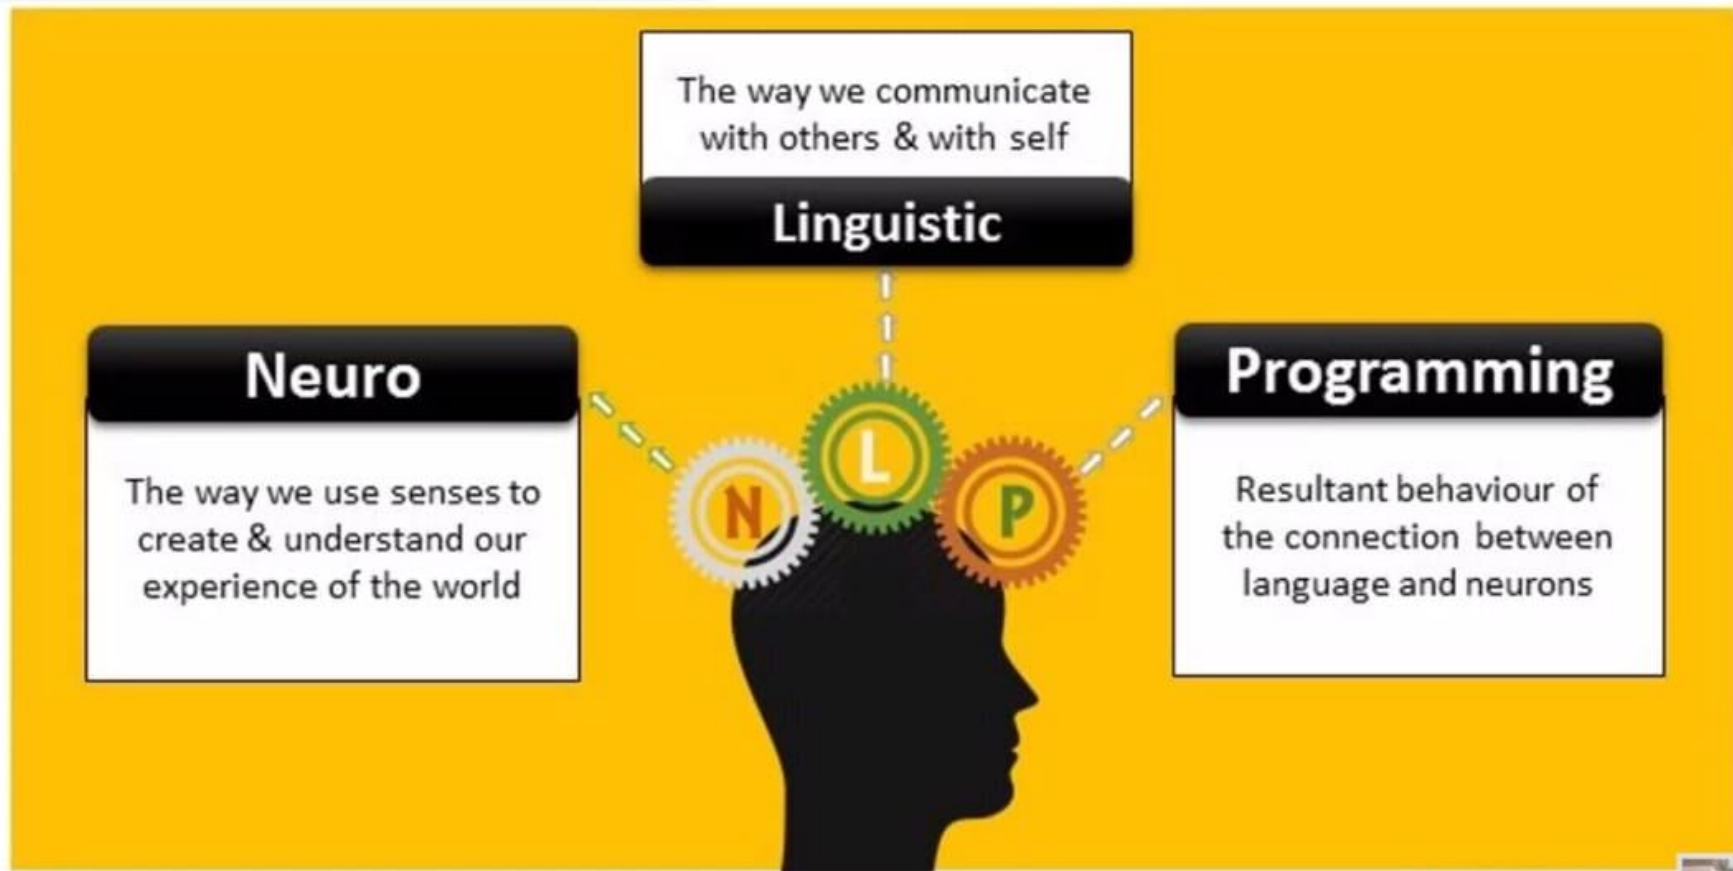 The way we communicate
with others & with self
Linguistic
Neuro
The way we use senses to
create & understand our
experience of the world
N
L
P
Programming
Resultant behaviour of
the connection between
language and neurons